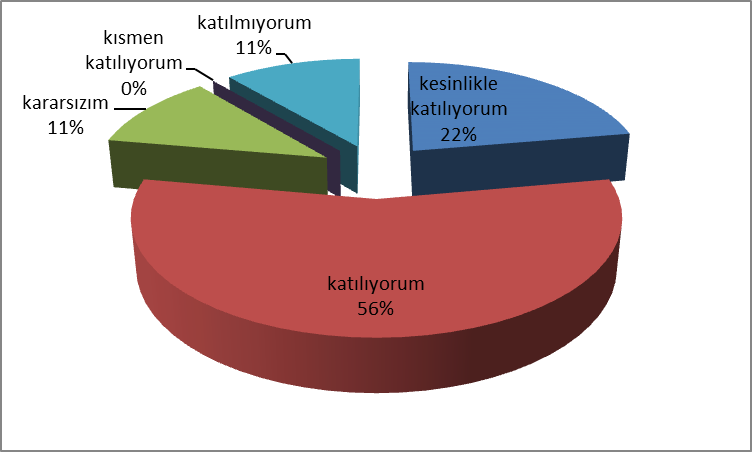 kesinlikle
katılıyorum
22%
katılıyorum
56%
kararsızım
11%
kısmen
katılıyorum
0%
katılmıyorum
11%